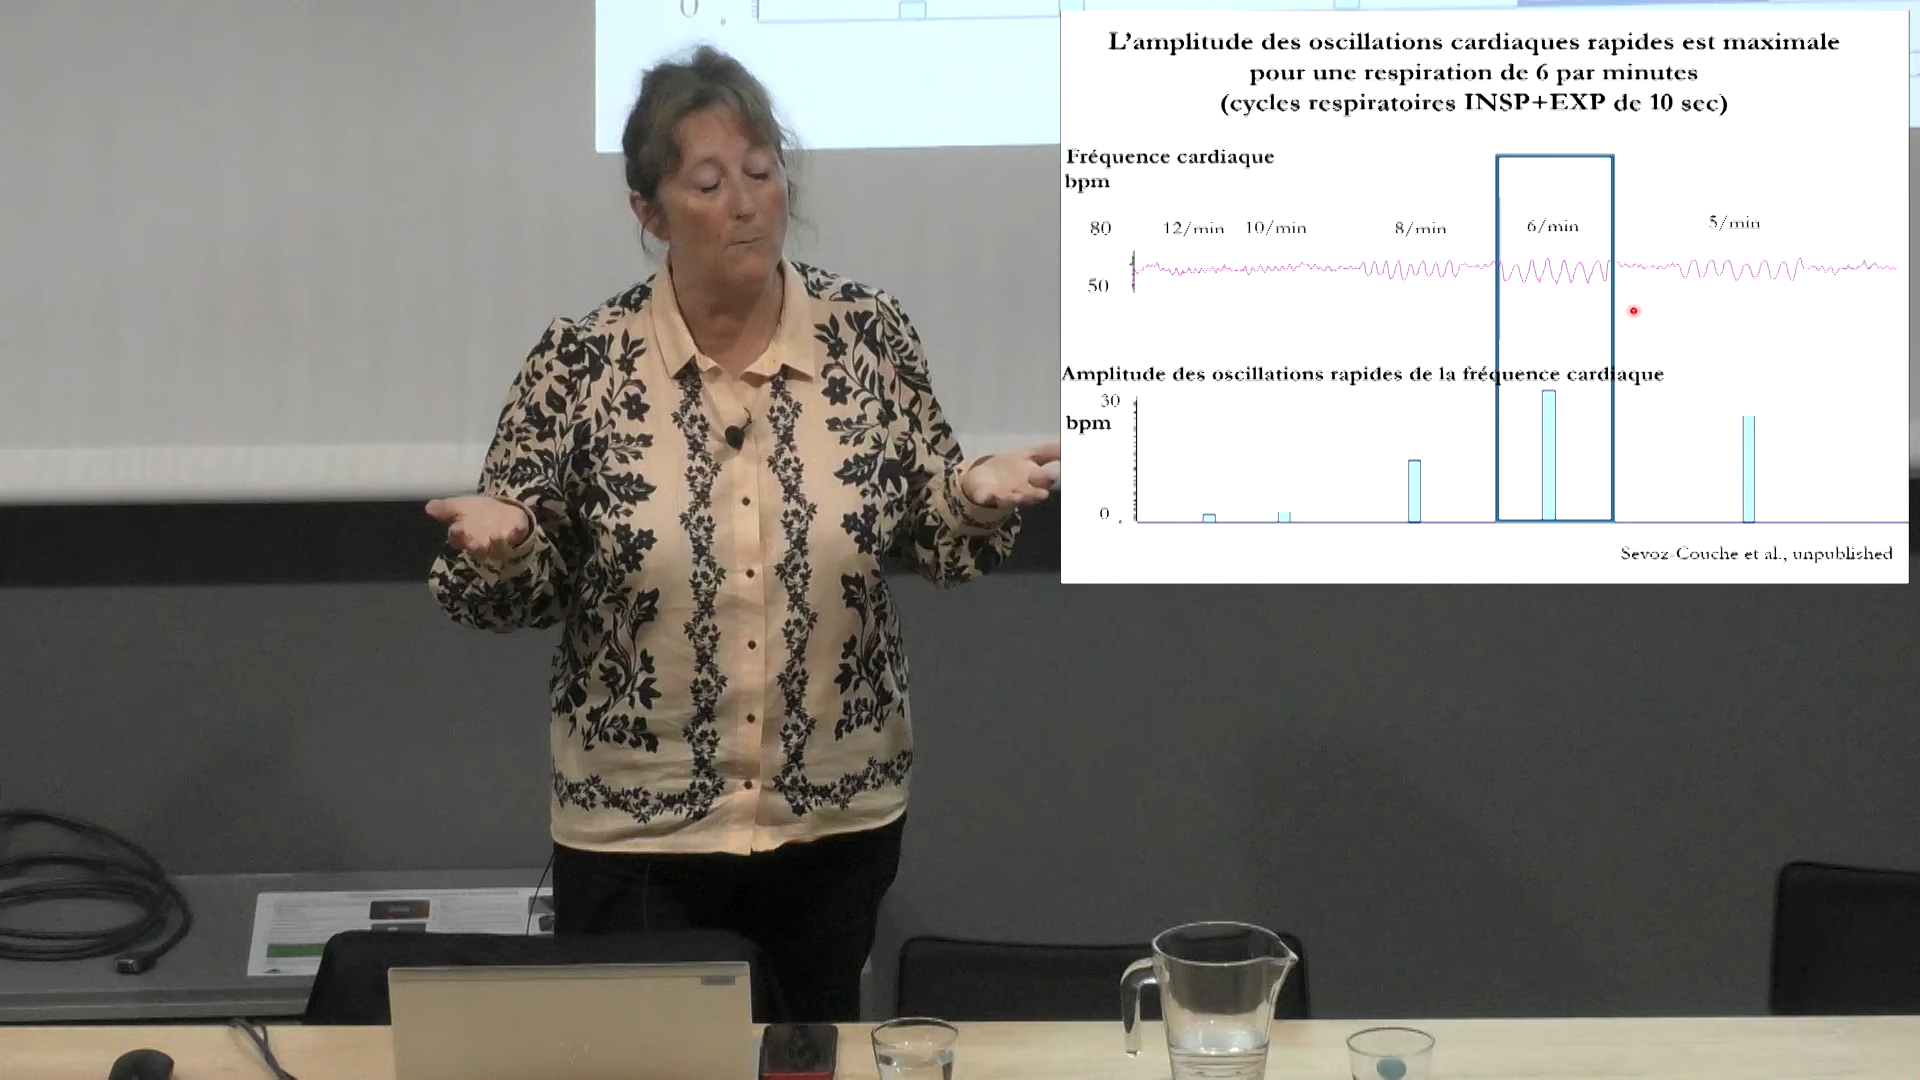 0
L'amplitude des oscillations cardiaques rapides est maximale
pour une respiration de 6 par minutes
(cycles respiratoires INSP+EXP de 10 sec)
Fréquence cardiaque
bpm
80
12/min
10/min
8/min
6/min
5/min
50
Amplitude des oscillations rapides de la fréquence cardiaque
30
bpm
0
Sevoz-Couche et al., unpublished